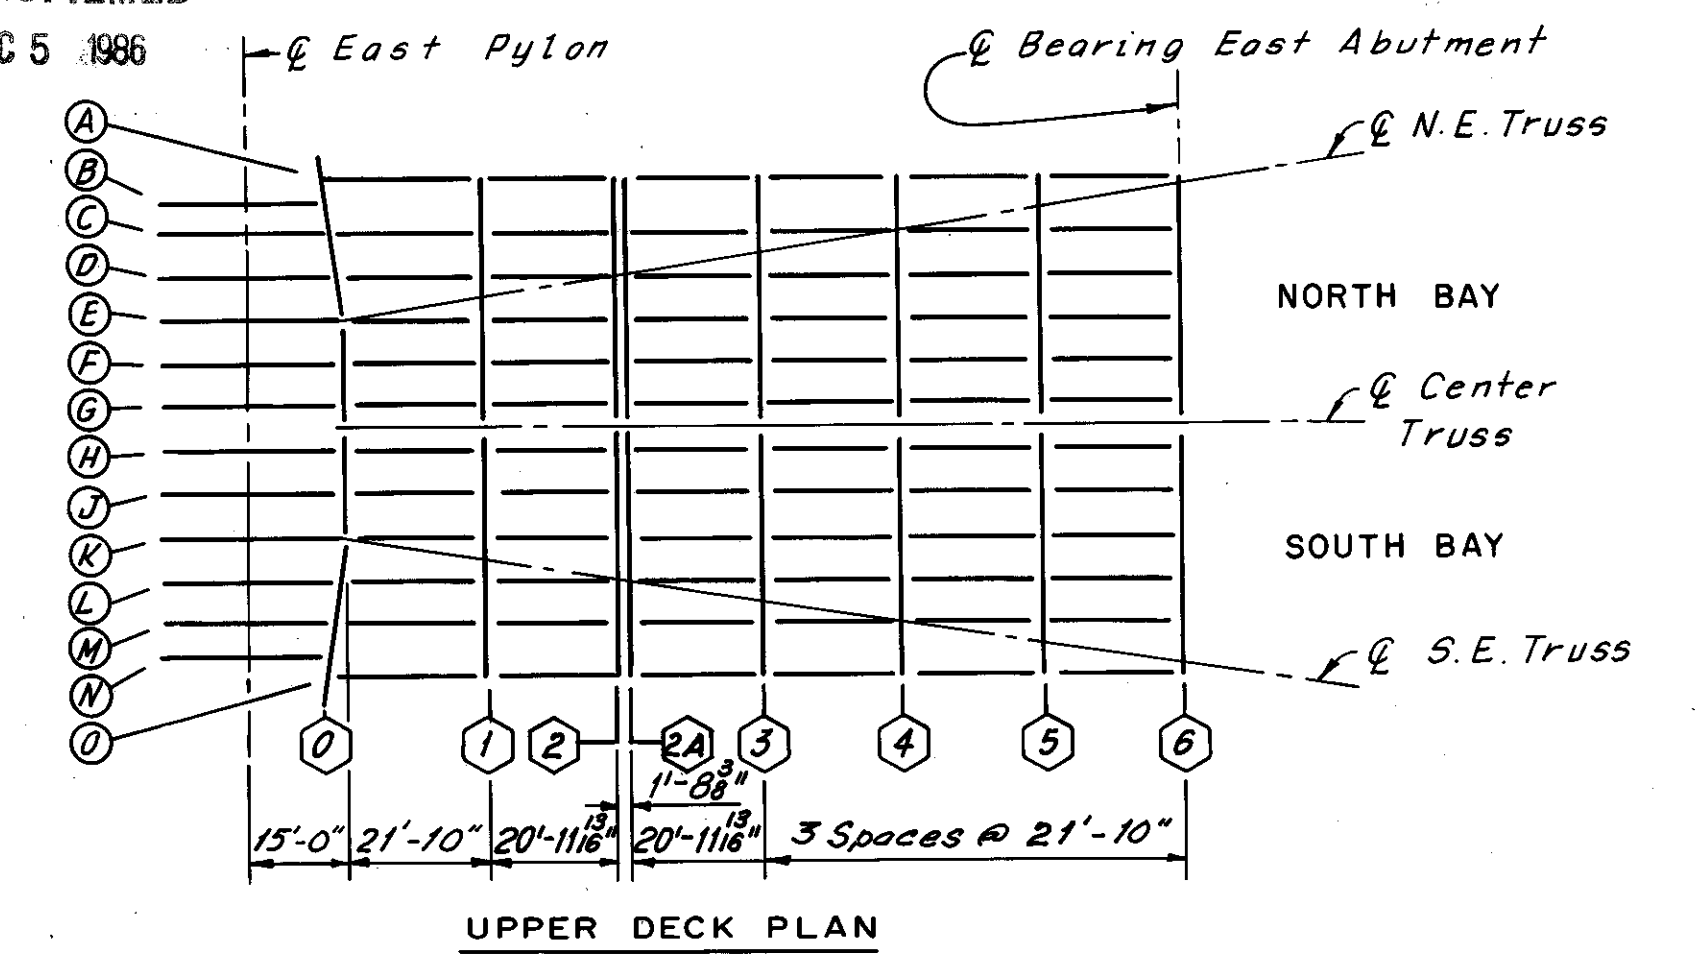 C 5 1986
℄ East Pylon
℄ Bearing East Abutment
℄ N.E. Truss
A
B
C
D
E
F
G
H
J
K
L
M
N
O
NORTH BAY
℄ Center
Truss
SOUTH BAY
℄ S.E. Truss
0 1 2 2A 3 4 5 6
1'-8 3/8"
15'-0" 21'-10" 20'-11 13/16" 20'-11 13/16" 3 Spaces @ 21'-10"
UPPER DECK PLAN